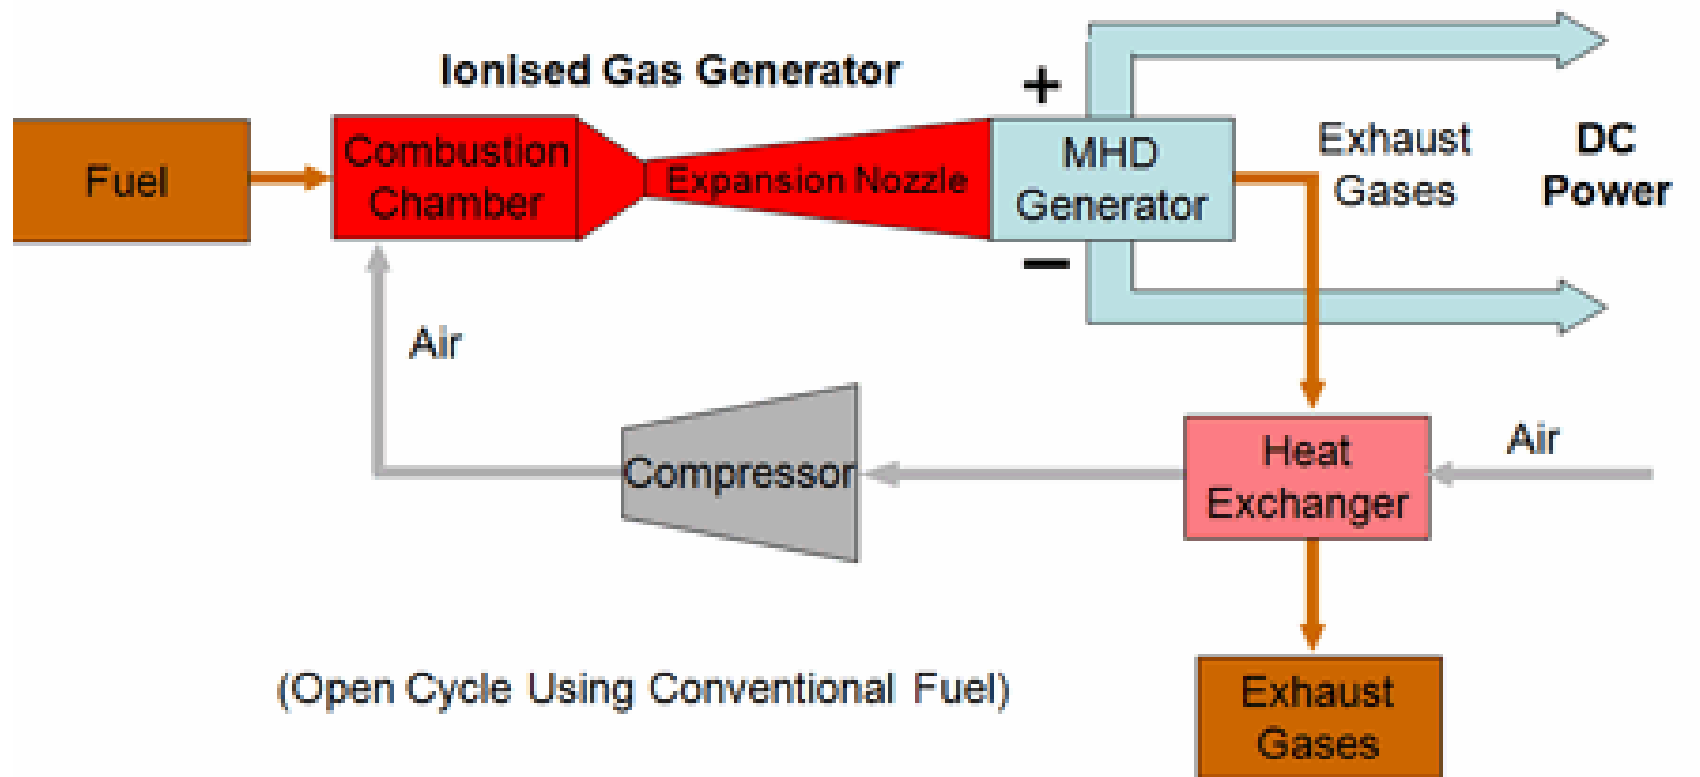 Ionised Gas Generator
+
Fuel
Combustion
Chamber
Expansion Nozzle
MHD
Generator
Exhaust
Gases
DC
Power
–
Air
Compressor
Heat
Exchanger
Air
(Open Cycle Using Conventional Fuel)
Exhaust
Gases